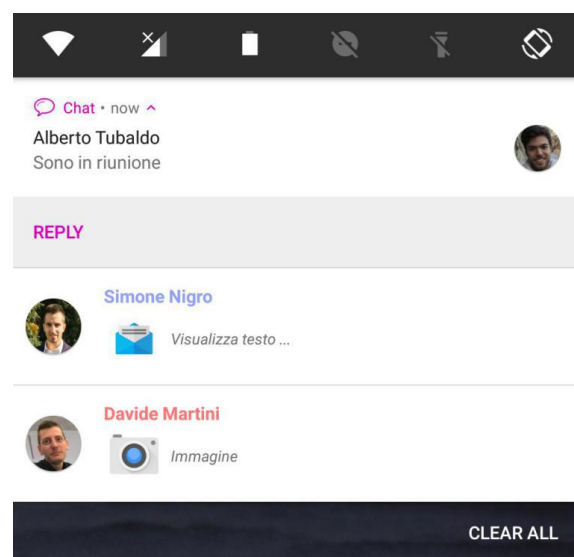 Chat • now
Alberto Tubaldo
Sono in riunione
REPLY
Simone Nigro
Visualizza testo ...
Davide Martini
Immagine
CLEAR ALL